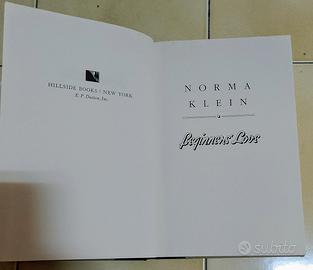 HILLSIDE BOOKS / NEW YORK
E. P. Dutton, Inc.
NORMA
KLEIN
Beginners' Love
subito